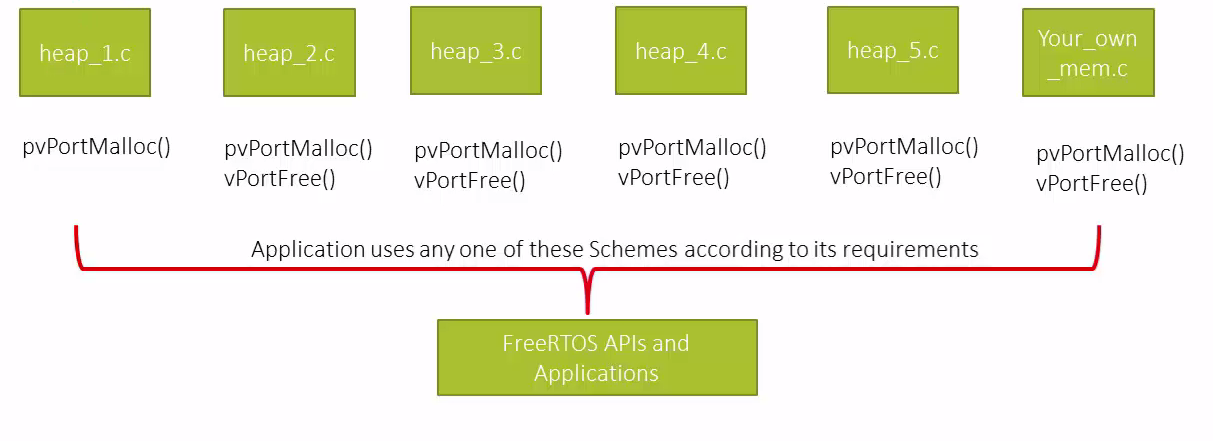 heap_1.c
heap_2.c
heap_3.c
heap_4.c
heap_5.c
Your_own
_mem.c
pvPortMalloc()
pvPortMalloc()
vPortFree()
pvPortMalloc()
vPortFree()
pvPortMalloc()
vPortFree()
pvPortMalloc()
vPortFree()
pvPortMalloc()
vPortFree()
Application uses any one of these Schemes according to its requirements
FreeRTOS APIs and
Applications